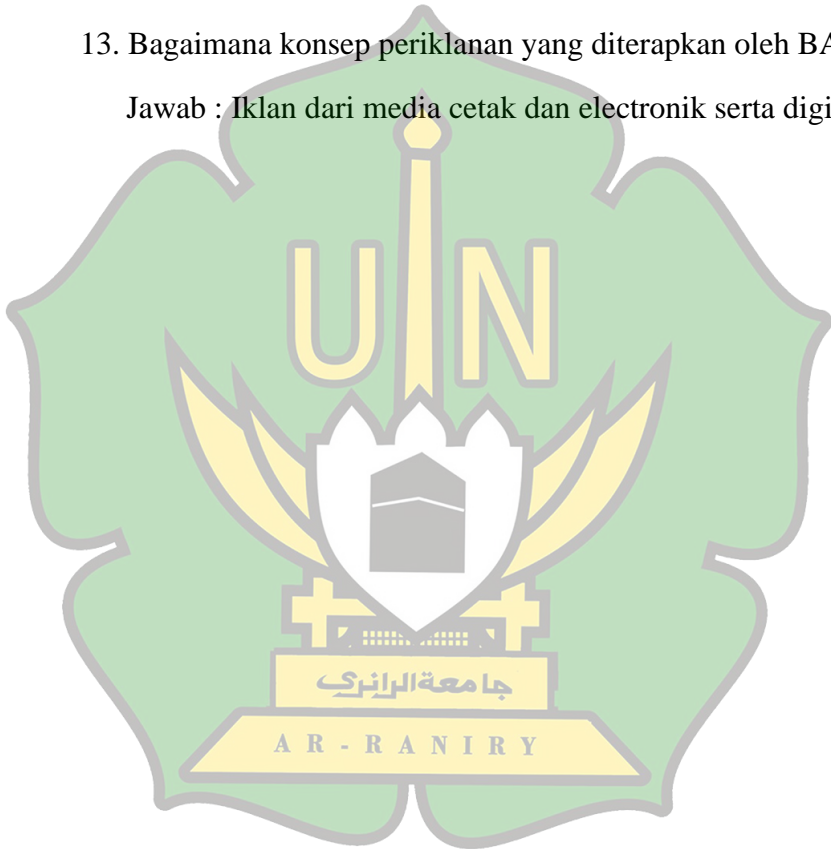 13. Bagaimana konsep periklanan yang diterapkan oleh BA
Jawab : Iklan dari media cetak dan electronik serta digi
UIN
جامعة الرانري
AR-RANIRY